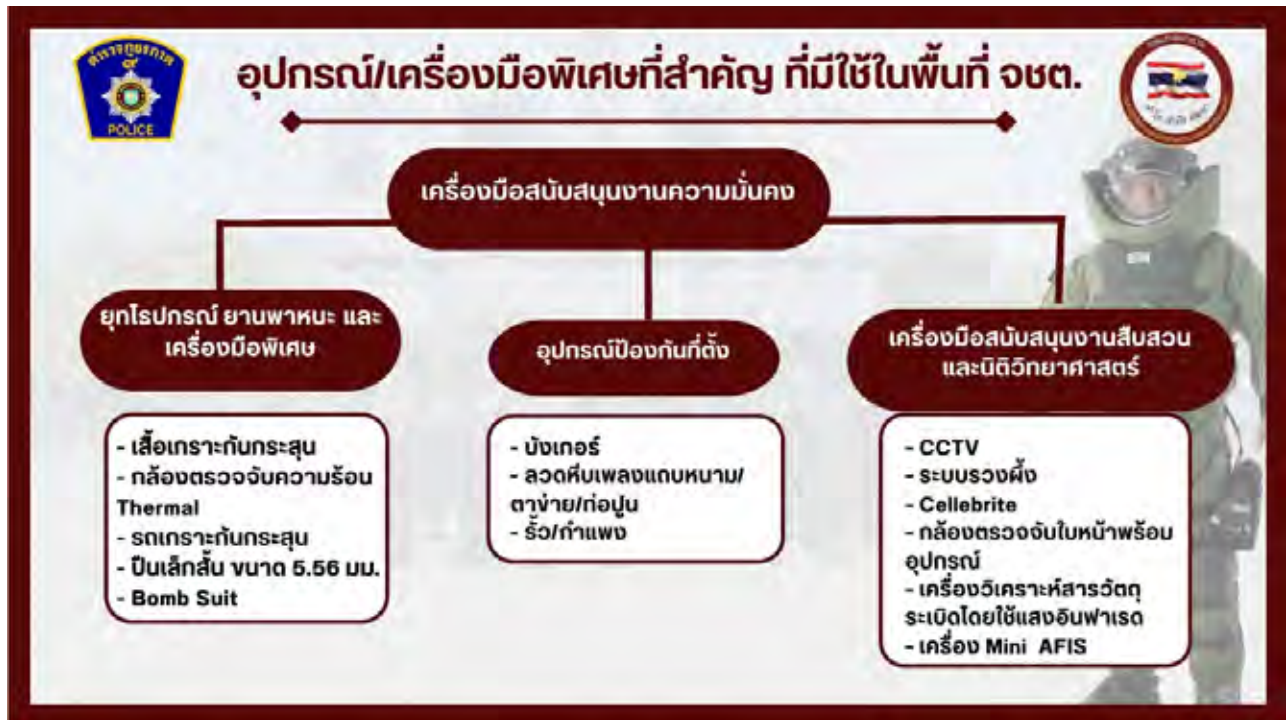 ตำรวจภูธรภาค
๙
POLICE
อุปกรณ์/เครื่องมือพิเศษที่สำคัญ ที่มีใช้ในพื้นที่ จชต.
เครื่องมือสนับสนุนงานความมั่นคง
ยุทโธปกรณ์ ยานพาหนะ และ
เครื่องมือพิเศษ
- เสื้อเกราะกันกระสุน
- กล้องตรวจจับความร้อน
Thermal
- รถเกราะกันกระสุน
- ปืนเล็กสั้น ขนาด 5.56 มม.
- Bomb Suit
อุปกรณ์ป้องกันที่ตั้ง
- บังเกอร์
- ลวดหีบเพลงแถบหนาม/
ตาข่าย/ท่อปูน
- รั้ว/กำแพง
เครื่องมือสนับสนุนงานสืบสวน
และนิติวิทยาศาสตร์
- CCTV
- ระบบรวงผึ้ง
- Cellebrite
- กล้องตรวจจับใบหน้าพร้อม
อุปกรณ์
- เครื่องวิเคราะห์สารวัตถุ
ระเบิดโดยใช้แสงอินฟาเรด
- เครื่อง Mini AFIS